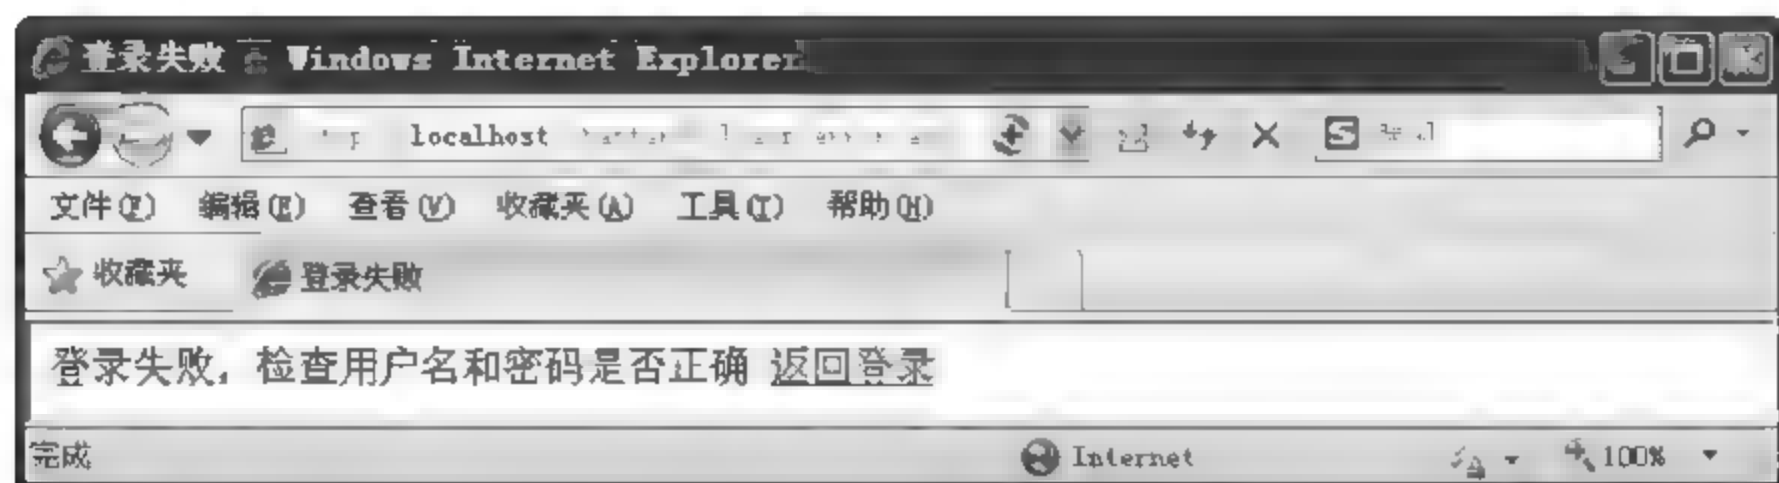 登录失败 Windows Internet Explorer
localhost
文件(F) 编辑(E) 查看(V) 收藏夹(A) 工具(T) 帮助(H)
收藏夹 登录失败
登录失败, 检查用户名和密码是否正确 返回登录
完成 Internet 100%